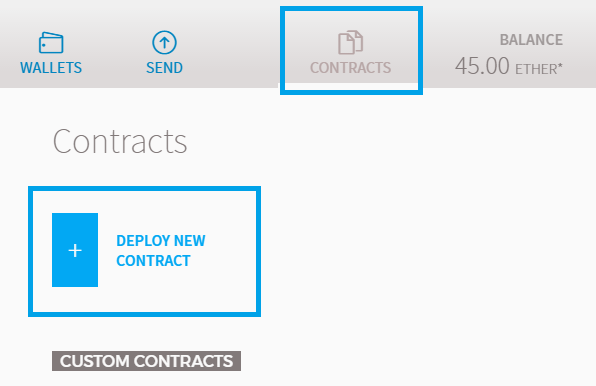 WALLETS
SEND
CONTRACTS
BALANCE
45.00 ETHER*
Contracts
+
DEPLOY NEW
CONTRACT
CUSTOM CONTRACTS